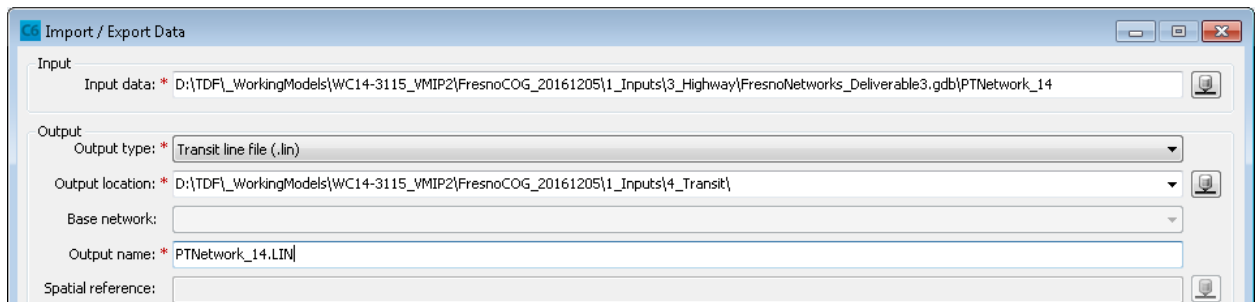 C6 Import / Export Data
Input
Input data: * D:\TDF\_WorkingModels\WC14-3115_VMIP2\FresnoCOG_20161205\1_Inputs\3_Highway\FresnoNetworks_Deliverable3.gdb\PTNetwork_14
Output
Output type: * Transit line file (.lin)
Output location: * D:\TDF\_WorkingModels\WC14-3115_VMIP2\FresnoCOG_20161205\1_Inputs\4_Transit\
Base network:
Output name: * PTNetwork_14.LIN
Spatial reference: